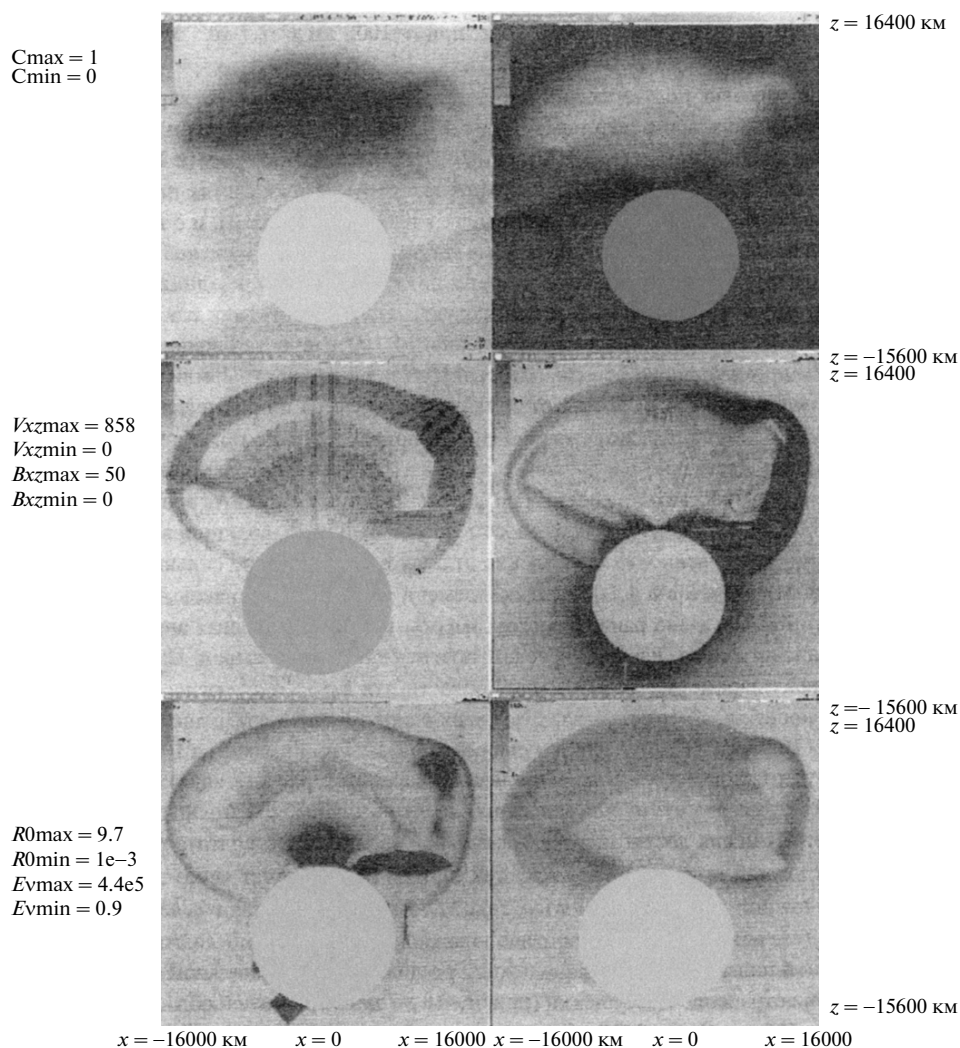 z = 16400 км
Cmax = 1
Cmin = 0
z = –15600 км
z = 16400
Vxzmax = 858
Vxzmin = 0
Bxzmax = 50
Bxzmin = 0
z = – 15600 км
z = 16400
R0max = 9.7
R0min = 1e–3
Evmax = 4.4e5
Evmin = 0.9
z = –15600 км
x = –16000 км x = 0 x = 16000 x = –16000 км x = 0 x = 16000